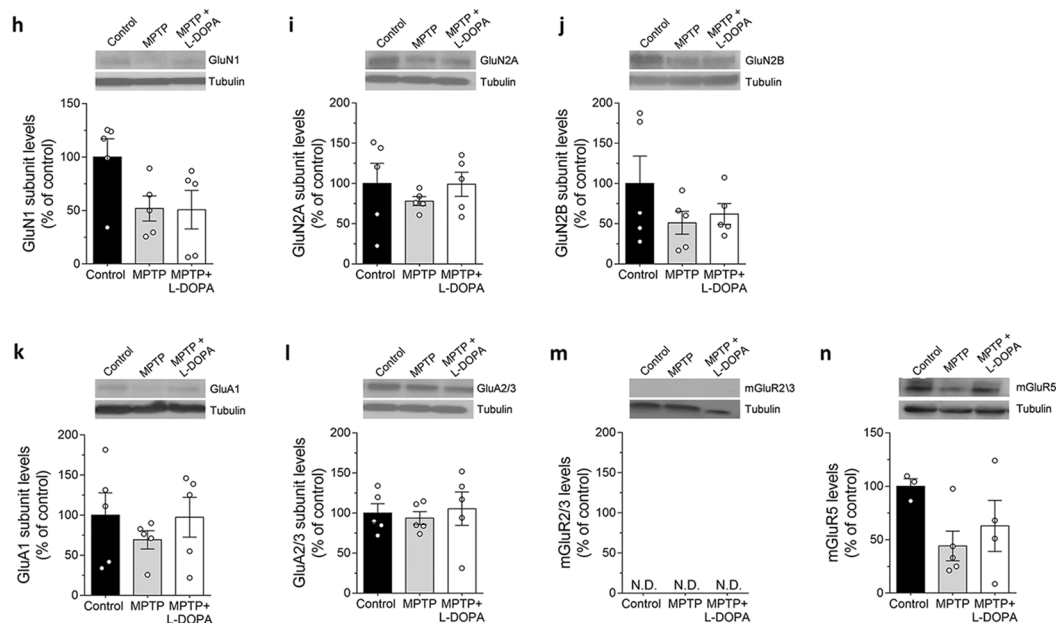 h
Control
MPTP
MPTP +
L-DOPA
GluN1
Tubulin
GluN1 subunit levels
(% of control)
150
100
50
0
Control
MPTP
MPTP+
L-DOPA
i
Control
MPTP
MPTP +
L-DOPA
GluN2A
Tubulin
GluN2A subunit levels
(% of control)
200
150
100
50
0
Control
MPTP
MPTP+
L-DOPA
j
Control
MPTP
MPTP +
L-DOPA
GluN2B
Tubulin
GluN2B subunit levels
(% of control)
200
150
100
50
0
Control
MPTP
MPTP+
L-DOPA
k
Control
MPTP
MPTP +
L-DOPA
GluA1
Tubulin
GluA1 subunit levels
(% of control)
200
150
100
50
0
Control
MPTP
MPTP+
L-DOPA
l
Control
MPTP
MPTP +
L-DOPA
GluA2/3
Tubulin
GluA2/3 subunit levels
(% of control)
200
150
100
50
0
Control
MPTP
MPTP+
L-DOPA
m
Control
MPTP
MPTP +
L-DOPA
mGluR2\3
Tubulin
mGluR2/3 levels
(% of control)
200
150
100
50
0
N.D.
N.D.
N.D.
Control
MPTP
MPTP+
L-DOPA
n
Control
MPTP
MPTP +
L-DOPA
mGluR5
Tubulin
mGluR5 levels
(% of control)
150
100
50
0
Control
MPTP
MPTP+
L-DOPA